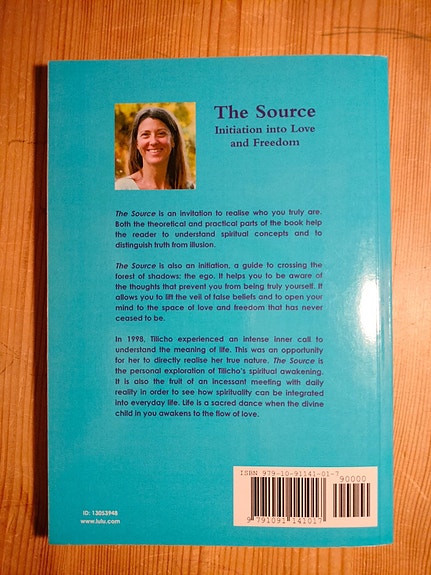 The Source
Initiation into Love
and Freedom
The Source is an invitation to realise who you truly are.
Both the theoretical and practical parts of the book help
the reader to understand spiritual concepts and to
distinguish truth from illusion.
The Source is also an initiation, a guide to crossing the
forest of shadows: the ego. It helps you to be aware of
the thoughts that prevent you from being truly yourself. It
allows you to lift the veil of false beliefs and to open your
mind to the space of love and freedom that has never
ceased to be.
In 1998, Tilicho experienced an intense inner call to
understand the meaning of life. This was an opportunity
for her to directly realise her true nature. The Source is
the personal exploration of Tilicho's spiritual awakening.
It is also the fruit of an incessant meeting with daily
reality in order to see how spirituality can be integrated
into everyday life. Life is a sacred dance when the divine
child in you awakens to the flow of love.
ISBN 979-10-91141-01-7
90000
9 791091 141017
ID: 13053948
www.lulu.com